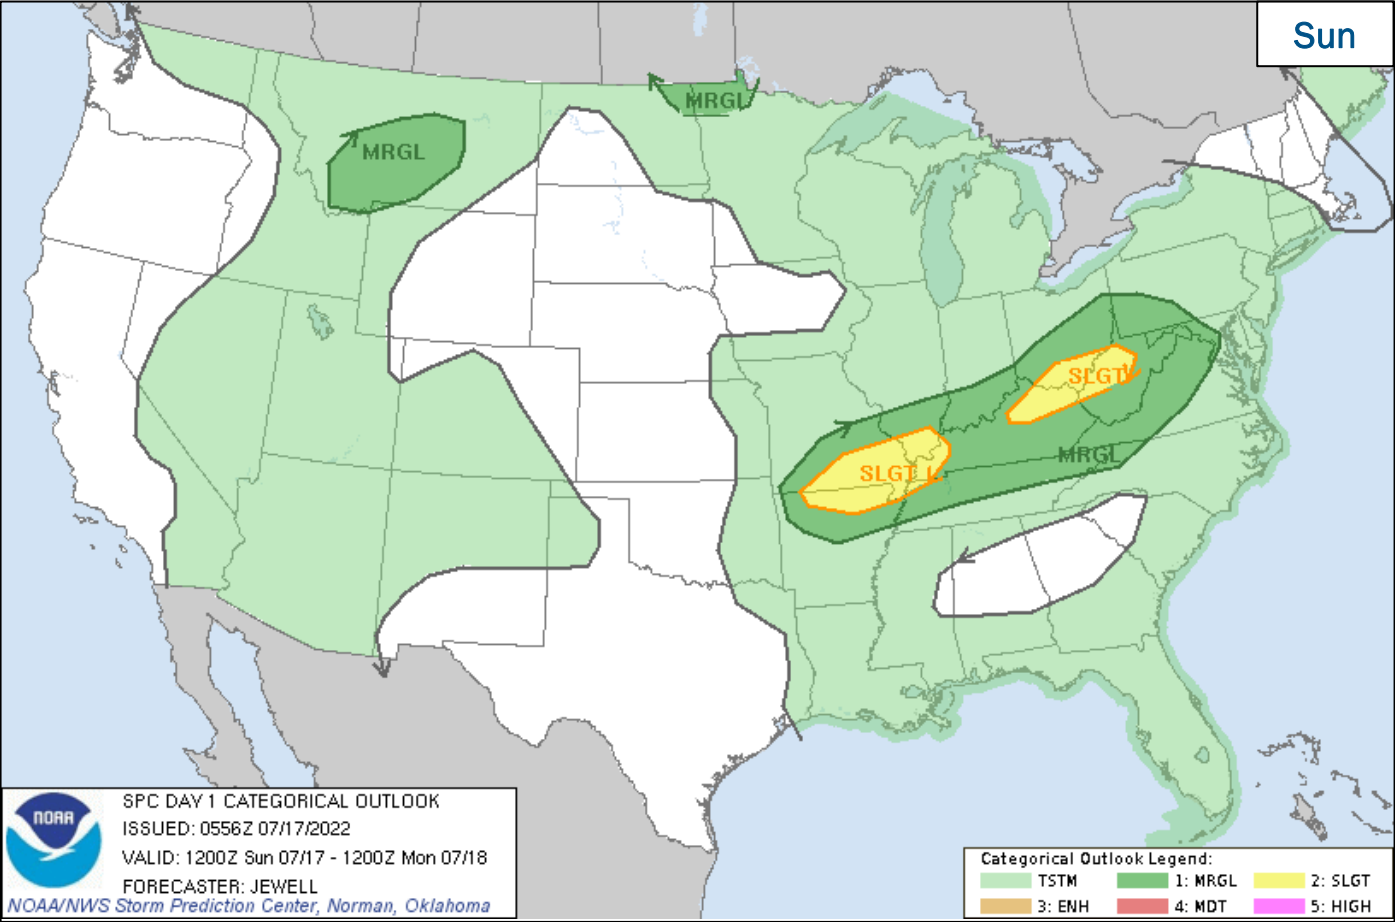 Sun
MRGL
MRGL
SLGT
MRGL
SLGT
NOAA
SPC DAY 1 CATEGORICAL OUTLOOK
ISSUED: 0556Z 07/17/2022
VALID: 1200Z Sun 07/17 - 1200Z Mon 07/18
FORECASTER: JEWELL
NOAA/NWS Storm Prediction Center, Norman, Oklahoma
Categorical Outlook Legend:
TSTM 1: MRGL 2: SLGT
3: ENH 4: MDT 5: HIGH